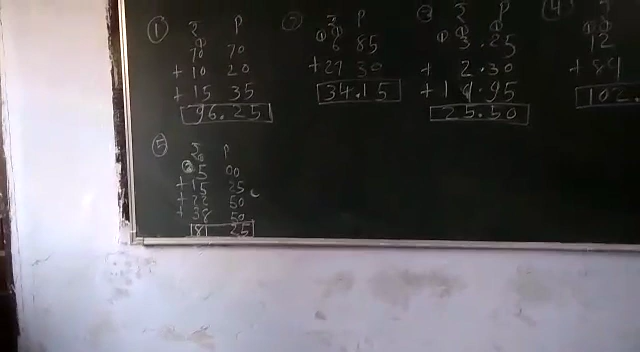 ① ₹ P
70 70
+ 10 20
+ 15 35
96.25
② ₹ P
6 85
+ 27 30
34.15
③ ₹ P
3.25
+ 2.30
+ 19.95
25.50
④
12
+ 89
102.
⑤ ₹ P
5 00
+ 15 25
+ 22 50
+ 38 50
81 25